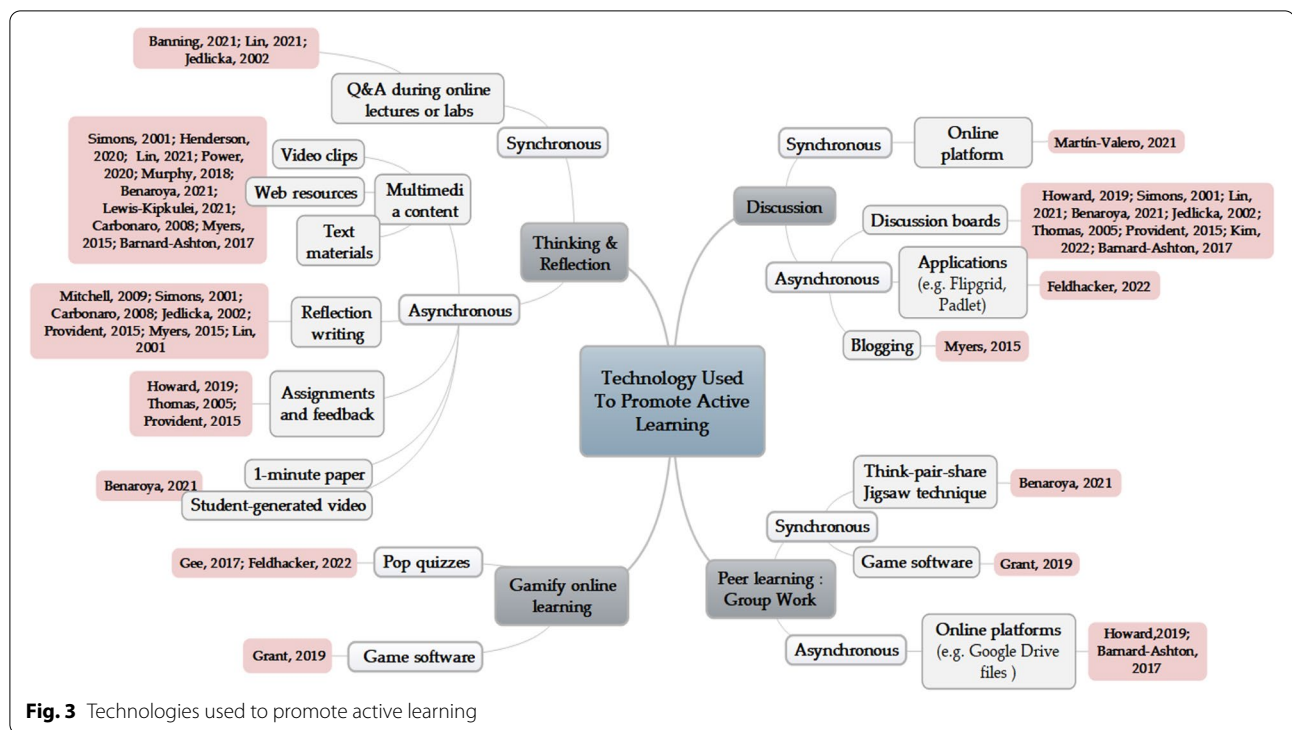 Banning, 2021; Lin, 2021;
Jedlicka, 2002
Q&A during online
lectures or labs
Synchronous
Simons, 2001; Henderson,
2020; Lin, 2021; Power,
2020; Murphy, 2018;
Benaroya, 2021;
Lewis-Kipkulei, 2021;
Carbonaro, 2008; Myers,
2015; Barnard-Ashton, 2017
Video clips
Web resources
Text
materials
Multimedi
a content
Thinking &
Reflection
Mitchell, 2009; Simons, 2001;
Carbonaro, 2008; Jedlicka, 2002;
Provident, 2015; Myers, 2015; Lin,
2001
Reflection
writing
Asynchronous
Howard, 2019;
Thomas, 2005;
Provident, 2015
Assignments
and feedback
1-minute paper
Benaroya, 2021
Student-generated video
Gee, 2017; Feldhacker, 2022
Pop quizzes
Gamify online
learning
Grant, 2019
Game software
Technology Used
To Promote Active
Learning
Discussion
Synchronous
Online
platform
Martín-Valero, 2021
Asynchronous
Discussion boards
Howard, 2019; Simons, 2001; Lin,
2021; Benaroya, 2021; Jedlicka, 2002;
Thomas, 2005; Provident, 2015; Kim,
2022; Barnard-Ashton, 2017
Applications
(e.g. Flipgrid,
Padlet)
Feldhacker, 2022
Blogging
Myers, 2015
Peer learning :
Group Work
Synchronous
Think-pair-share
Jigsaw technique
Benaroya, 2021
Game software
Grant, 2019
Asynchronous
Online platforms
(e.g. Google Drive
files )
Howard,2019;
Barnard-Ashton,
2017
Fig. 3 Technologies used to promote active learning